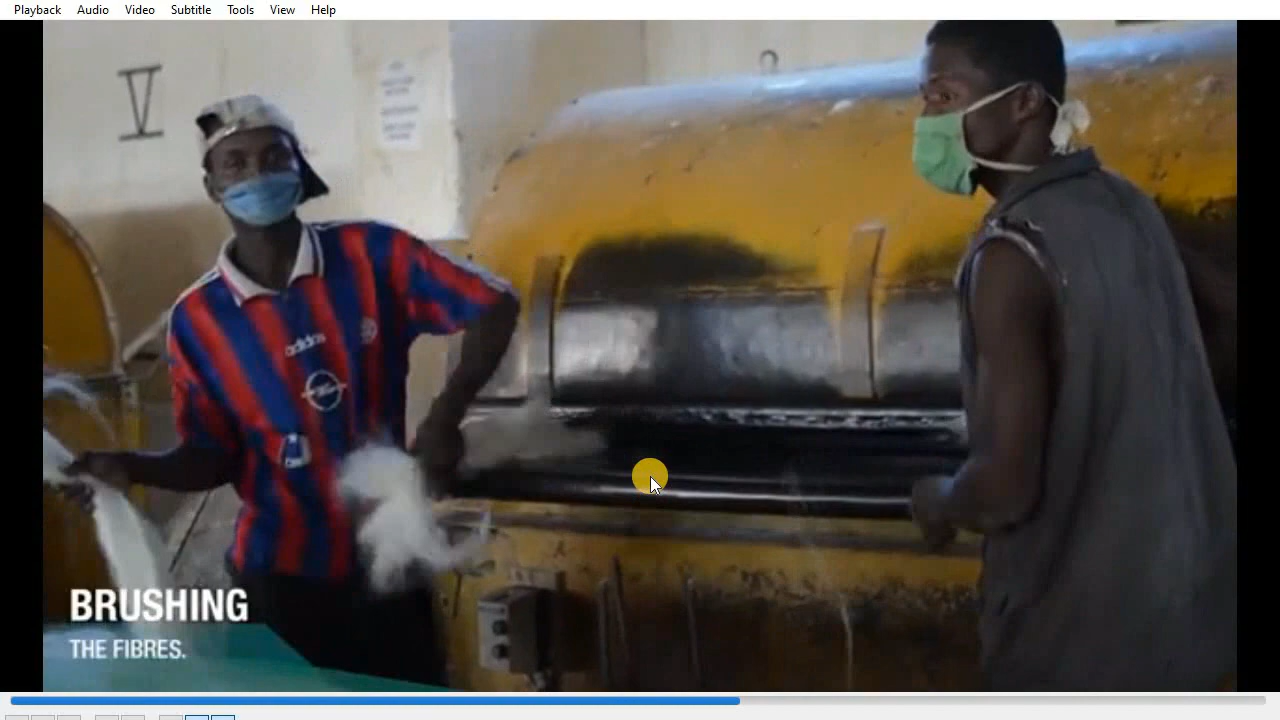 Playback Audio Video Subtitle Tools View Help
V
adidas
BRUSHING
THE FIBRES.